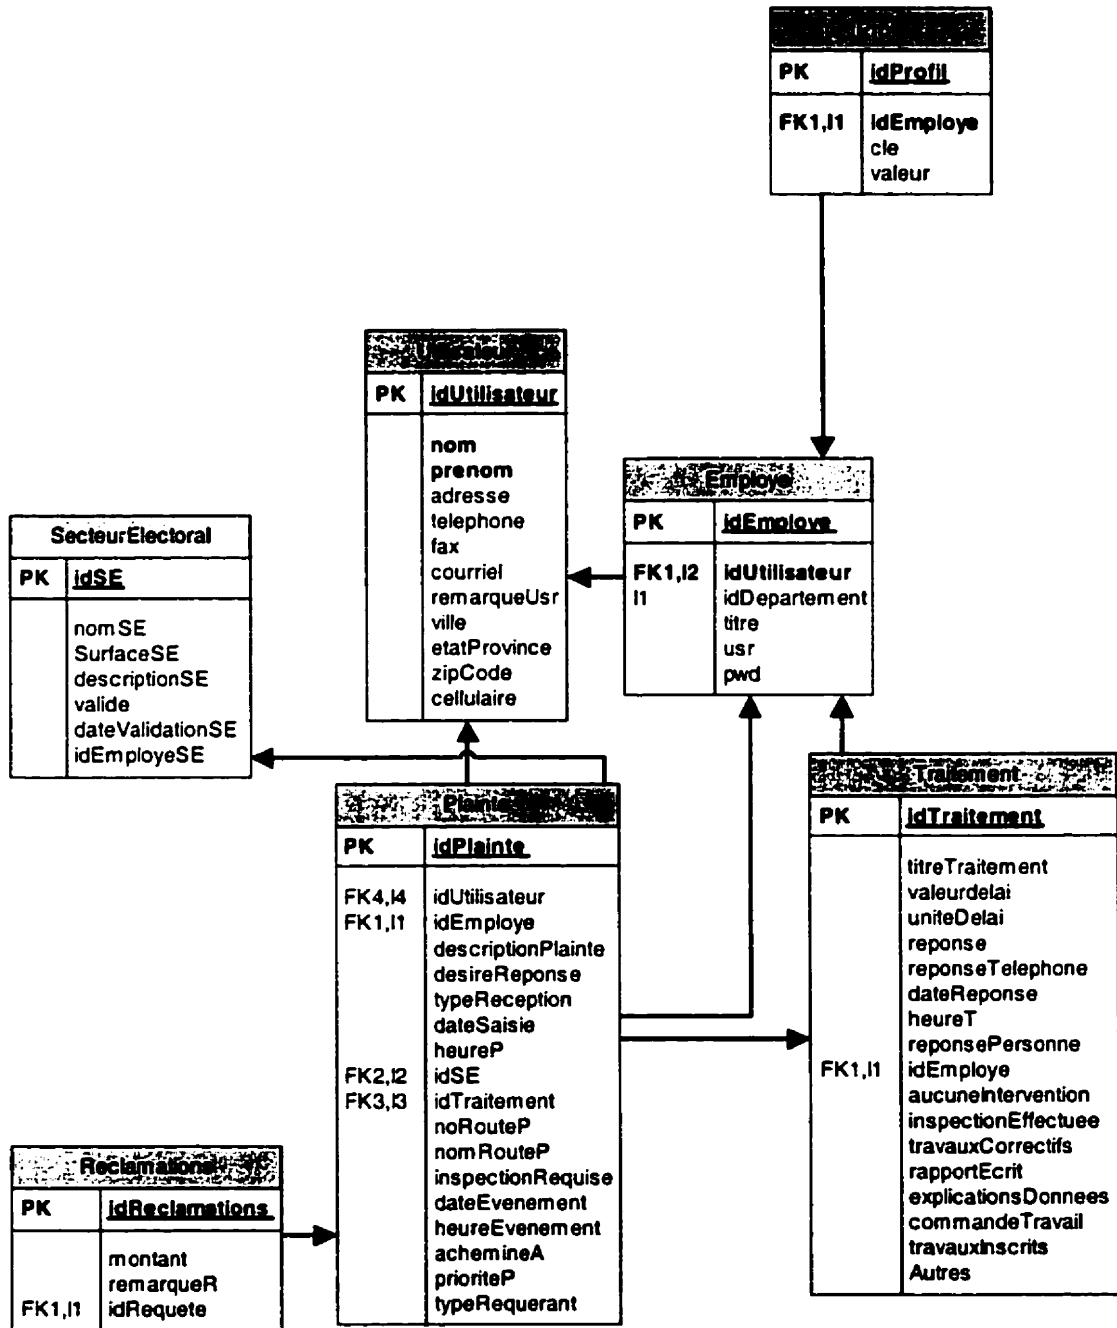 PK idProfil
FK1,I1 idEmploye
cle
valeur
Utilisateur
PK idUtilisateur
nom
prenom
adresse
telephone
fax
courriel
remarqueUsr
ville
etatProvince
zipCode
cellulaire
Employe
PK idEmploye
FK1,I2 idUtilisateur
I1 idDepartement
titre
usr
pwd
SecteurElectoral
PK idSE
nomSE
SurfaceSE
descriptionSE
valide
dateValidationSE
idEmployeSE
Plainte
PK idPlainte
FK4,I4 idUtilisateur
FK1,I1 idEmploye
descriptionPlainte
desireReponse
typeReception
dateSaisie
heureP
FK2,I2 idSE
FK3,I3 idTraitement
noRouteP
nomRouteP
inspectionRequise
dateEvenement
heureEvenement
achemineA
prioriteP
typeRequerant
Traitement
PK idTraitement
titreTraitement
valeurdelai
uniteDelai
reponse
reponseTelephone
dateReponse
heureT
reponsePersonne
FK1,I1 idEmploye
aucuneIntervention
inspectionEffectuee
travauxCorrectifs
rapportEcrit
explicationsDonnees
commandeTravail
travauxInscrits
Autres
Reclamations
PK idReclamations
montant
remarqueR
FK1,I1 idRequete